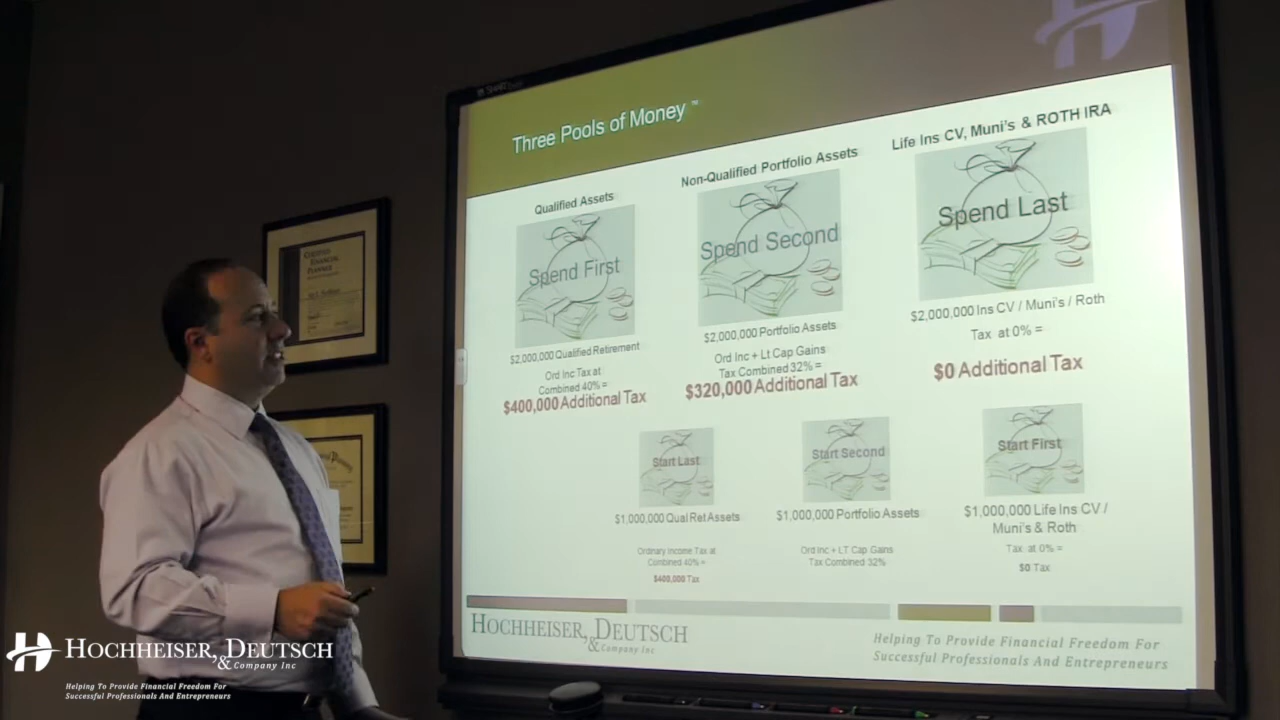 Three Pools of Money ™
Life Ins CV, Muni's & ROTH IRA
Non-Qualified Portfolio Assets
Qualified Assets
Spend First
Spend Second
Spend Last
$2,000,000 Qualified Retirement
Ord Inc Tax at
Combined 40% =
$400,000 Additional Tax
$2,000,000 Portfolio Assets
Ord Inc + Lt Cap Gains
Tax Combined 32% =
$320,000 Additional Tax
$2,000,000 Ins CV / Muni's / Roth
Tax at 0% =
$0 Additional Tax
Start Last
Start Second
Start First
$1,000,000 Qual Ret Assets
Ordinary Income Tax at
Combined 40% =
$400,000 Tax
$1,000,000 Portfolio Assets
Ord Inc + LT Cap Gains
Tax Combined 32%
$1,000,000 Life Ins CV /
Muni's & Roth
Tax at 0% =
$0 Tax
HOCHHEISER, DEUTSCH
& Company Inc
Helping To Provide Financial Freedom For
Successful Professionals And Entrepreneurs
CERTIFIED
FINANCIAL
PLANNER
HOCHHEISER, DEUTSCH
& Company Inc
Helping To Provide Financial Freedom For
Successful Professionals And Entrepreneurs